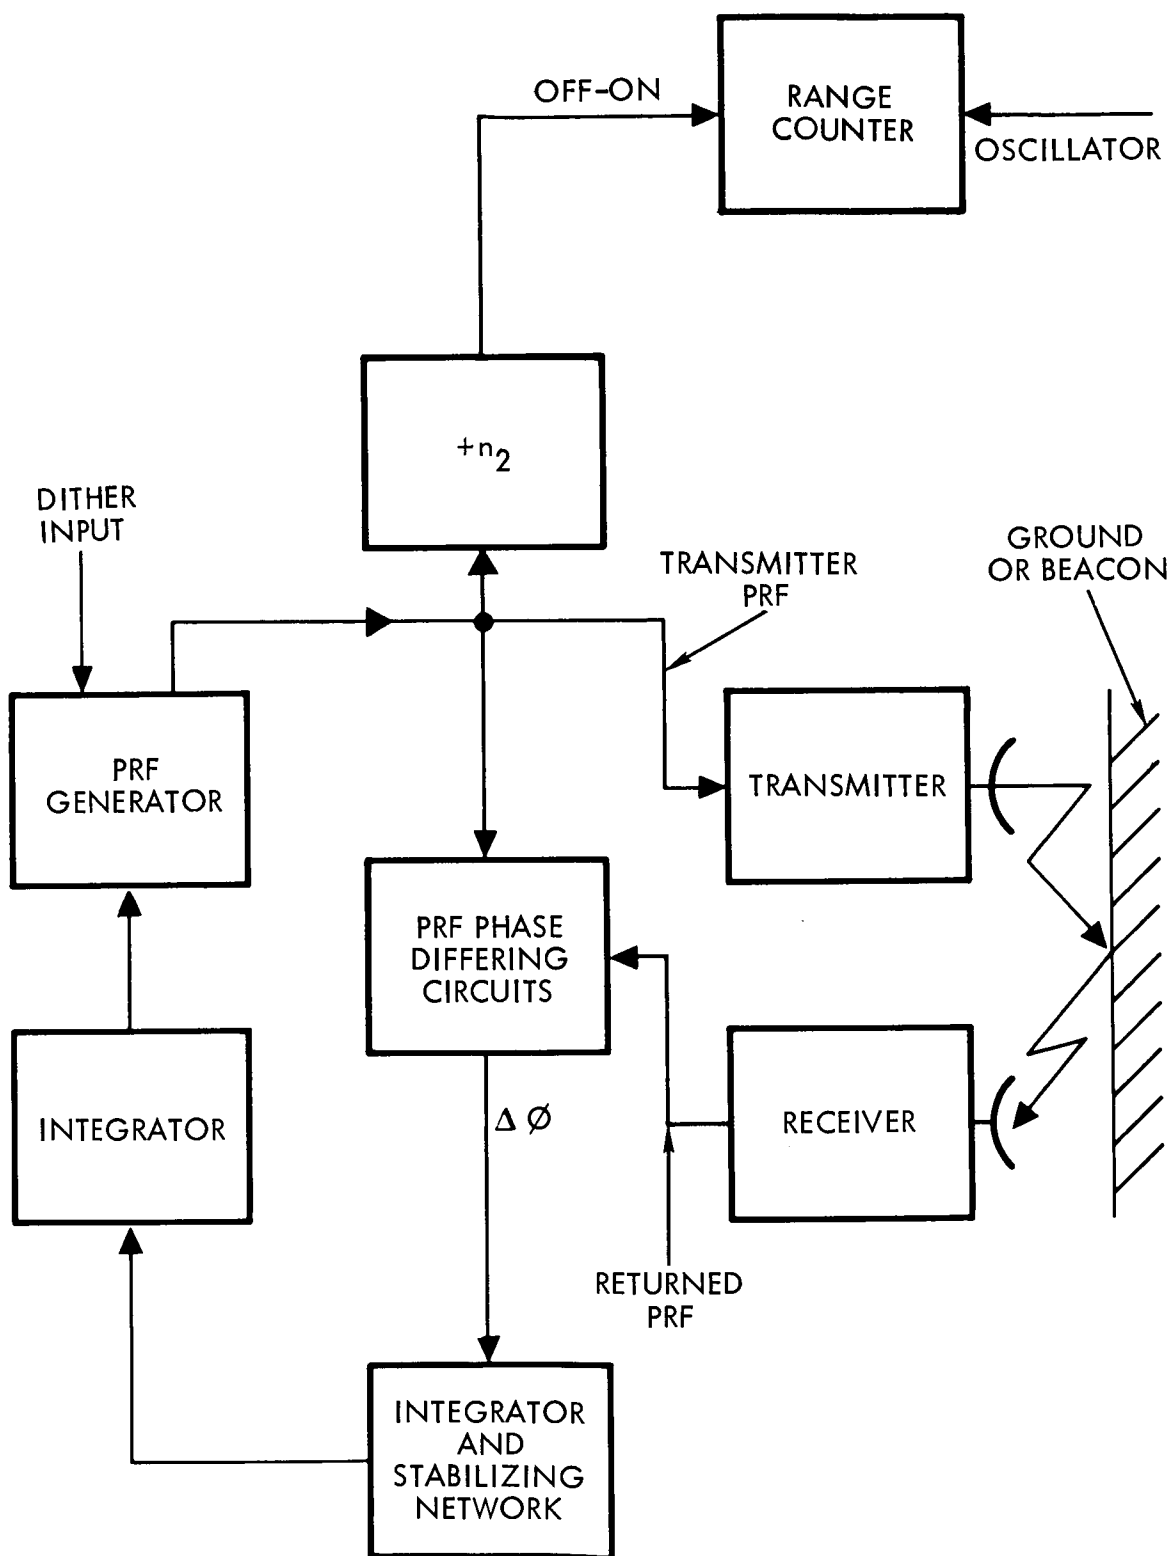 OFF-ON
RANGE
COUNTER
OSCILLATOR
+n2
DITHER
INPUT
TRANSMITTER
PRF
GROUND
OR BEACON
PRF
GENERATOR
TRANSMITTER
PRF PHASE
DIFFERING
CIRCUITS
INTEGRATOR
Δ Ø
RECEIVER
RETURNED
PRF
INTEGRATOR
AND
STABILIZING
NETWORK